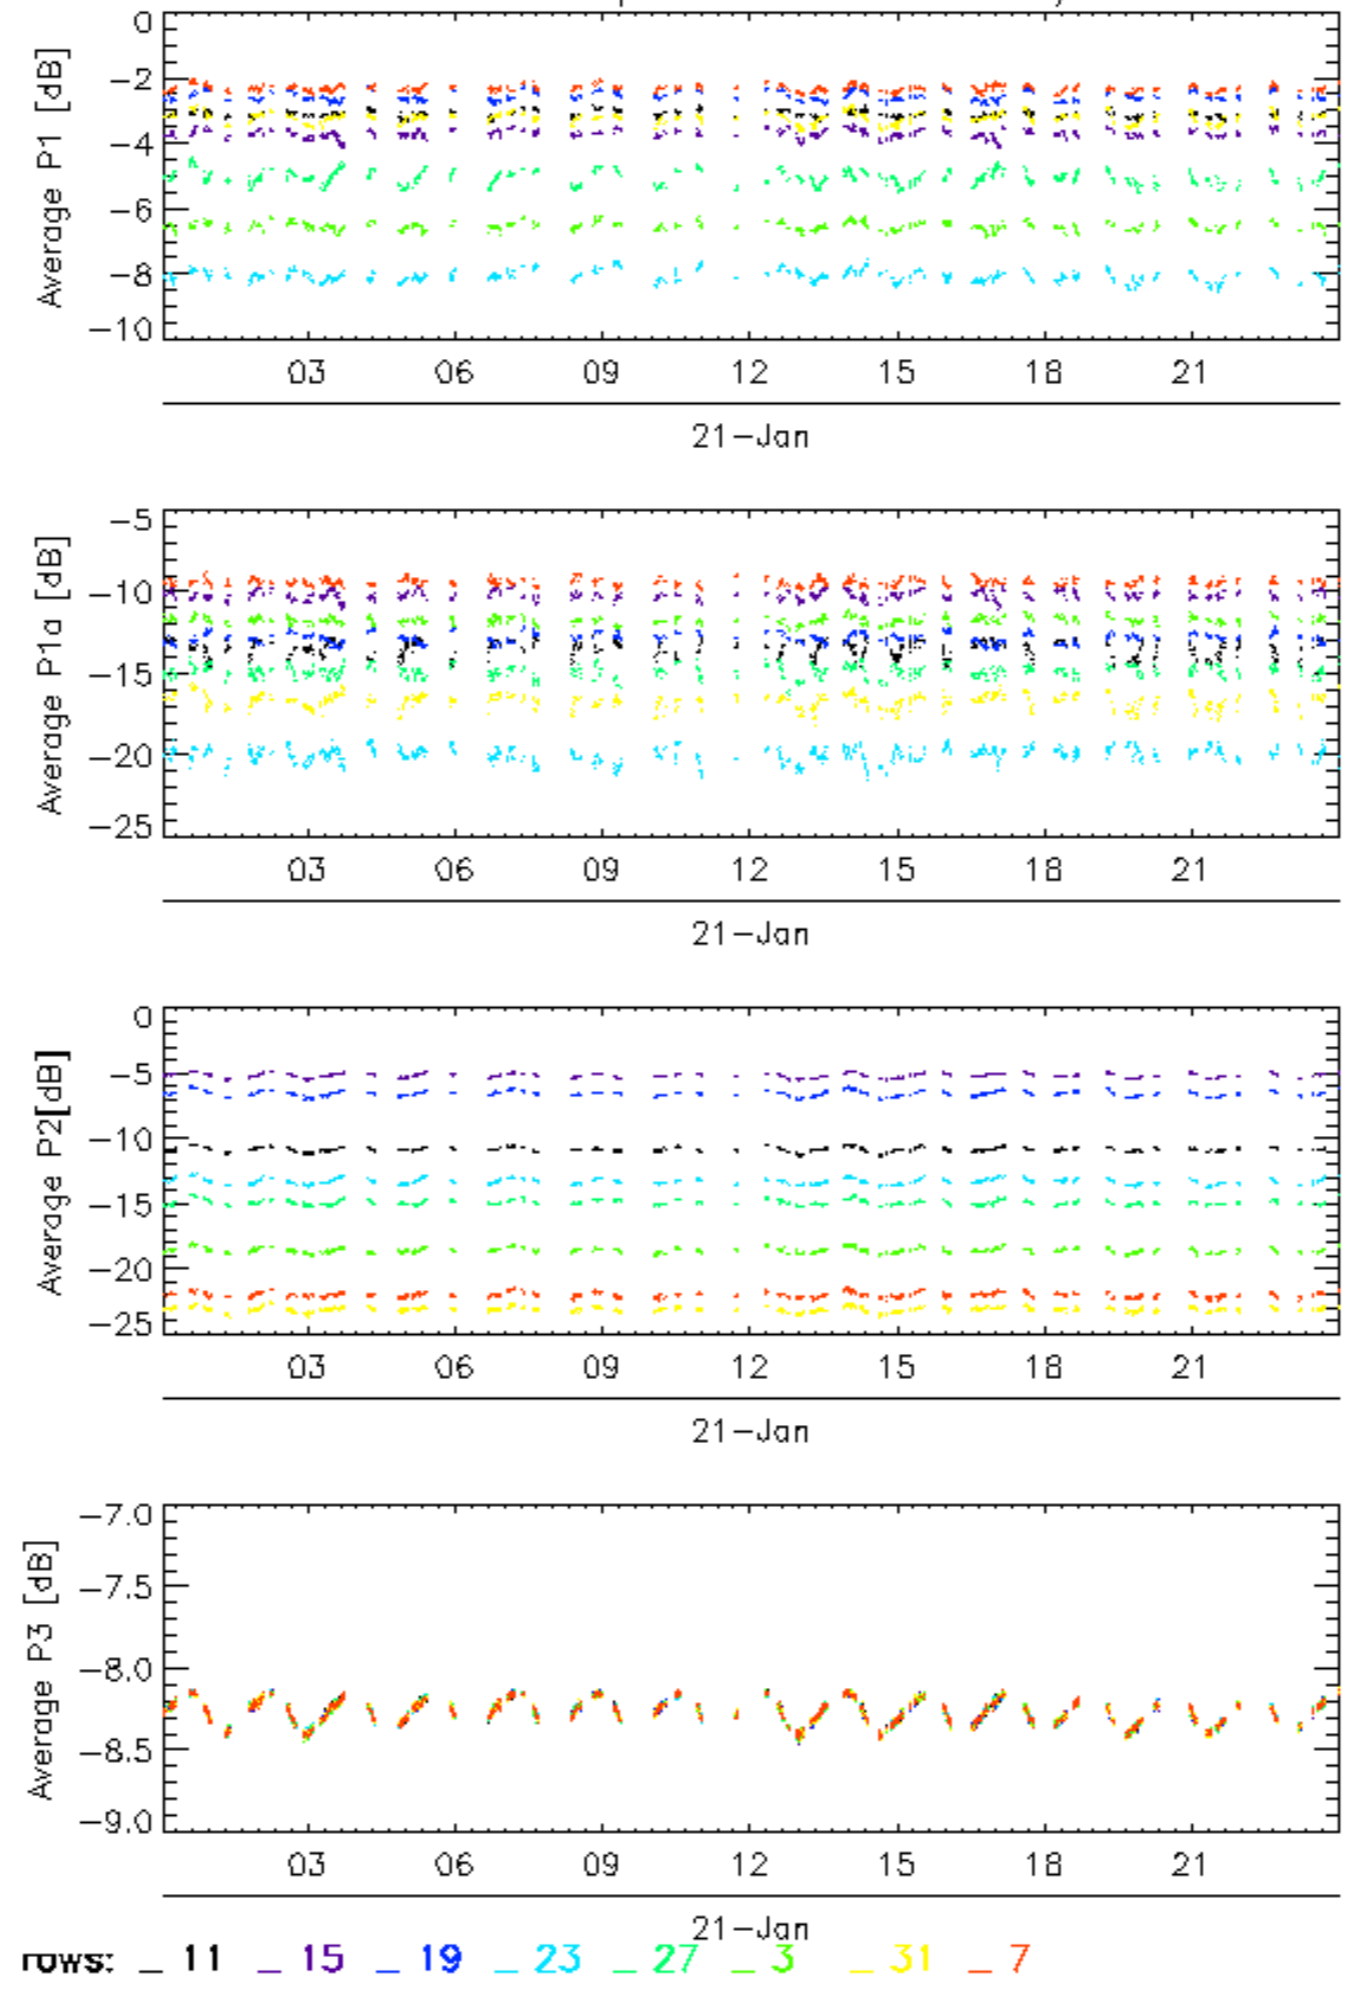 0
-2
-4
-6
-8
-10
Average P1 [dB]
03 06 09 12 15 18 21
21-Jan
-5
-10
-15
-20
-25
Average P1a [dB]
03 06 09 12 15 18 21
21-Jan
0
-5
-10
-15
-20
-25
Average P2[dB]
03 06 09 12 15 18 21
21-Jan
-7.0
-7.5
-8.0
-8.5
-9.0
Average P3 [dB]
03 06 09 12 15 18 21
21-Jan
rows: _ 11 _ 15 _ 19 _ 23 _ 27 _ 3 _ 31 _ 7